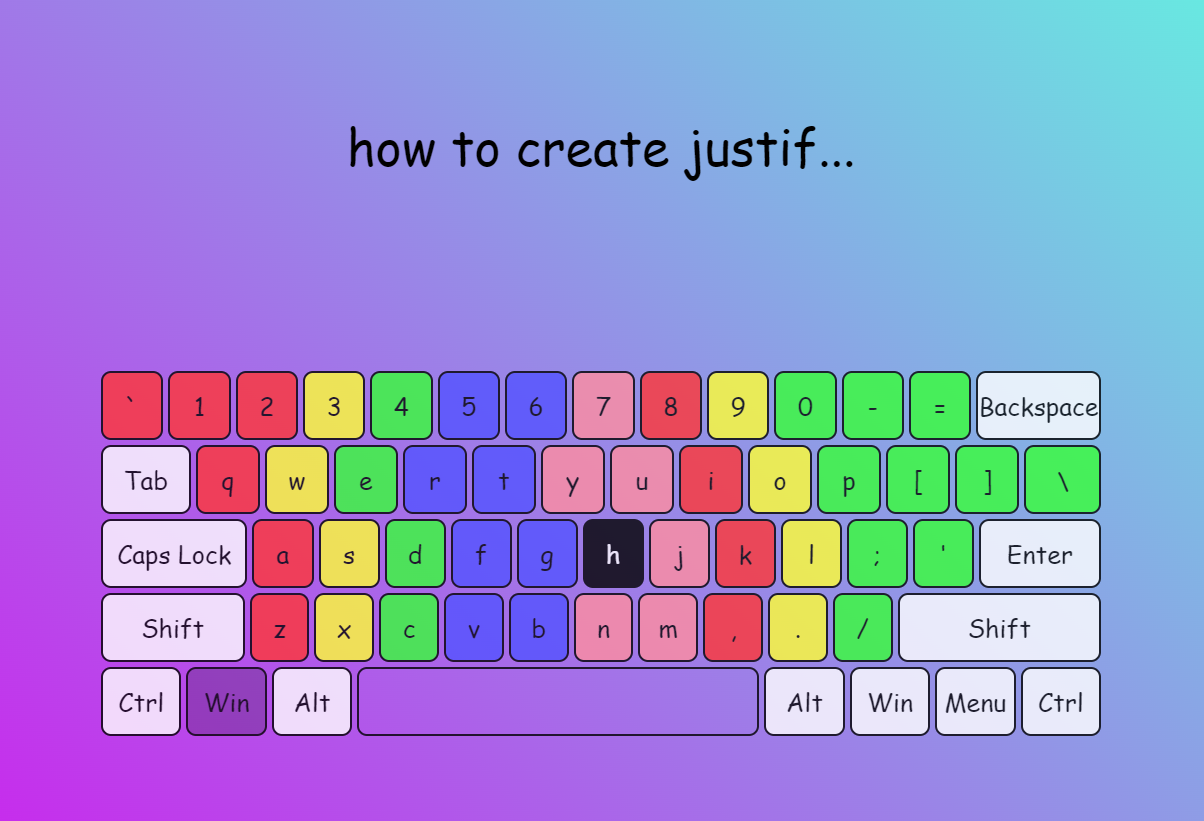 how to create justif...
` 1 2 3 4 5 6 7 8 9 0 - = Backspace
Tab q w e r t y u i o p [ ] \
Caps Lock a s d f g h j k l ; ' Enter
Shift z x c v b n m , . / Shift
Ctrl Win Alt Alt Win Menu Ctrl